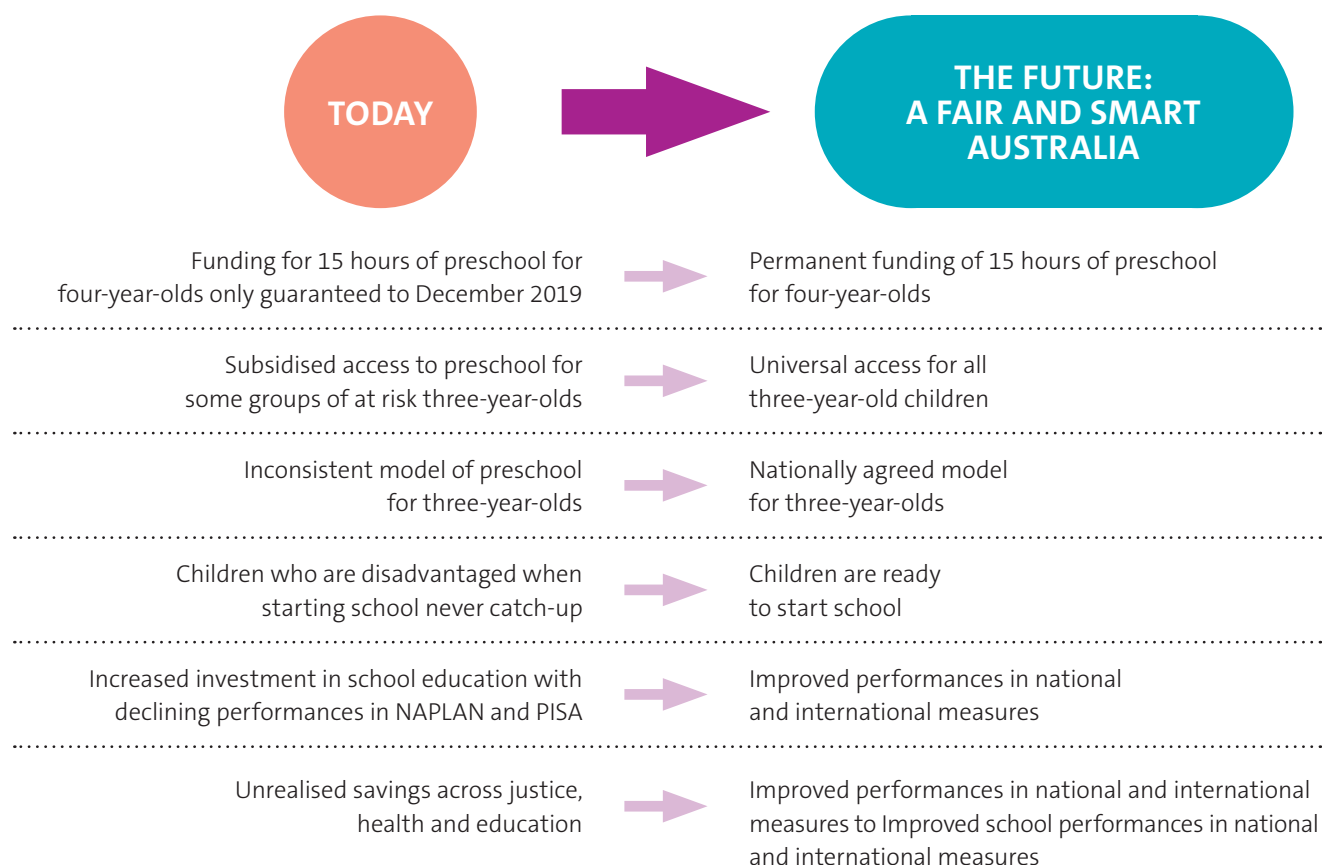 TODAY
THE FUTURE:
A FAIR AND SMART
AUSTRALIA
Funding for 15 hours of preschool for
four-year-olds only guaranteed to December 2019
Permanent funding of 15 hours of preschool
for four-year-olds
Subsidised access to preschool for
some groups of at risk three-year-olds
Universal access for all
three-year-old children
Inconsistent model of preschool
for three-year-olds
Nationally agreed model
for three-year-olds
Children who are disadvantaged when
starting school never catch-up
Children are ready
to start school
Increased investment in school education with
declining performances in NAPLAN and PISA
Improved performances in national
and international measures
Unrealised savings across justice,
health and education
Improved performances in national and international
measures to Improved school performances in national
and international measures